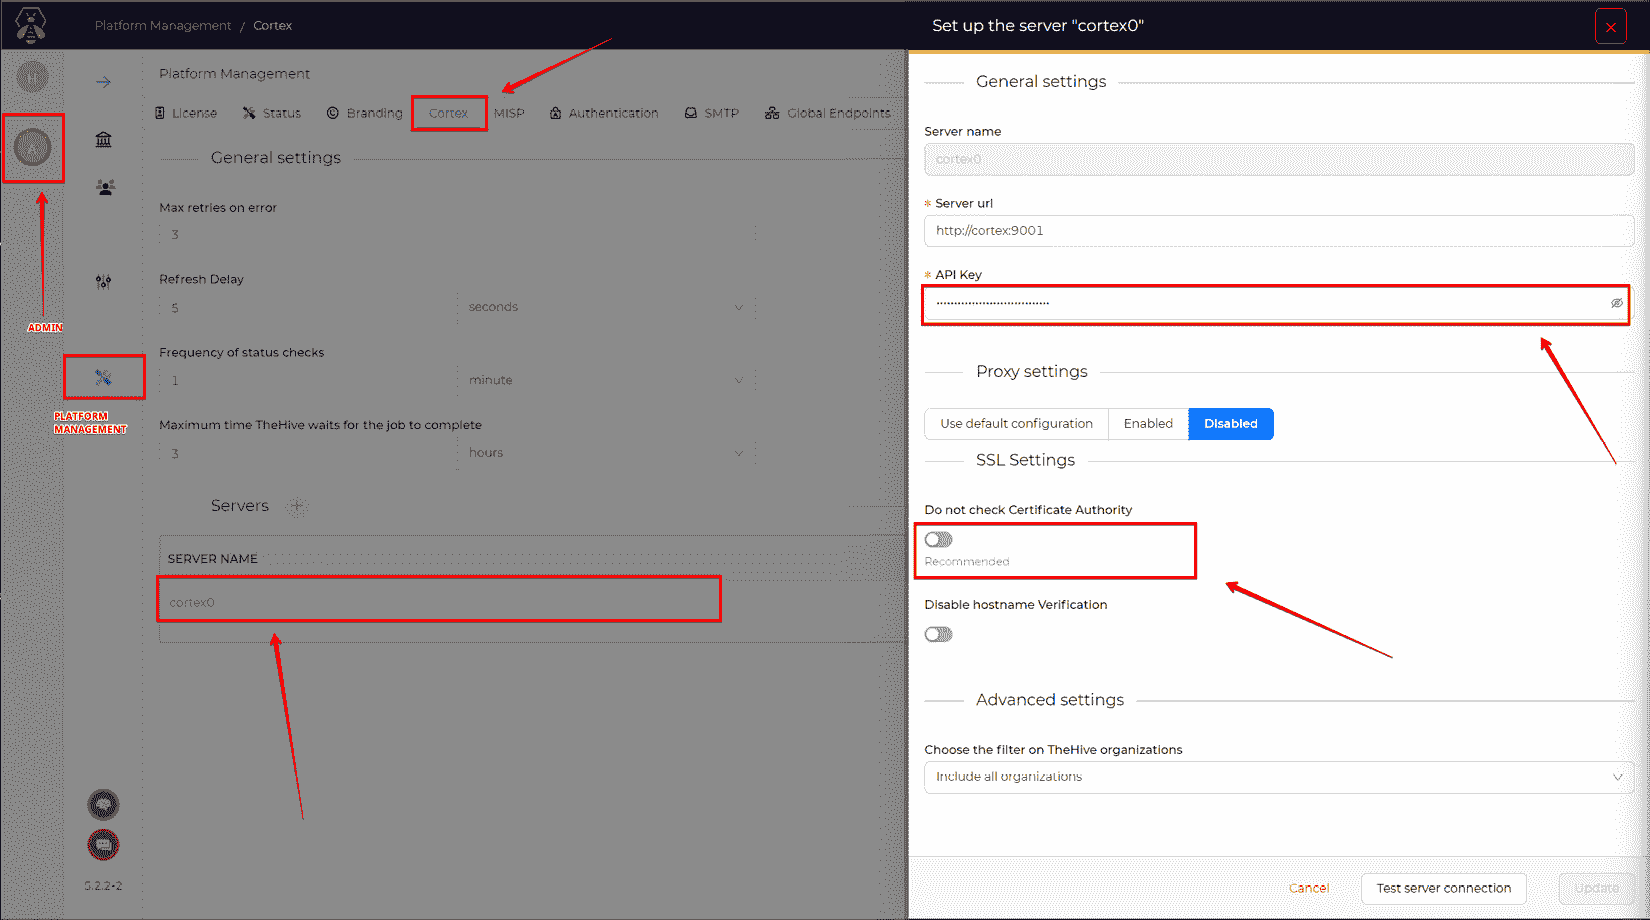 Platform Management / Cortex
Platform Management
License Status Branding Cortex MISP Authentication SMTP Global Endpoints
General settings
Max retries on error
3
Refresh Delay
5 seconds
Frequency of status checks
1 minute
Maximum time TheHive waits for the job to complete
3 hours
Servers
SERVER NAME
cortex0
ADMIN
PLATFORM
MANAGEMENT
5.2.2-2
Set up the server "cortex0"
General settings
Server name
cortex0
* Server url
http://cortex:9001
* API Key
Proxy settings
Use default configuration Enabled Disabled
SSL Settings
Do not check Certificate Authority
Recommended
Disable hostname Verification
Advanced settings
Choose the filter on TheHive organizations
Include all organizations
Cancel Test server connection Update